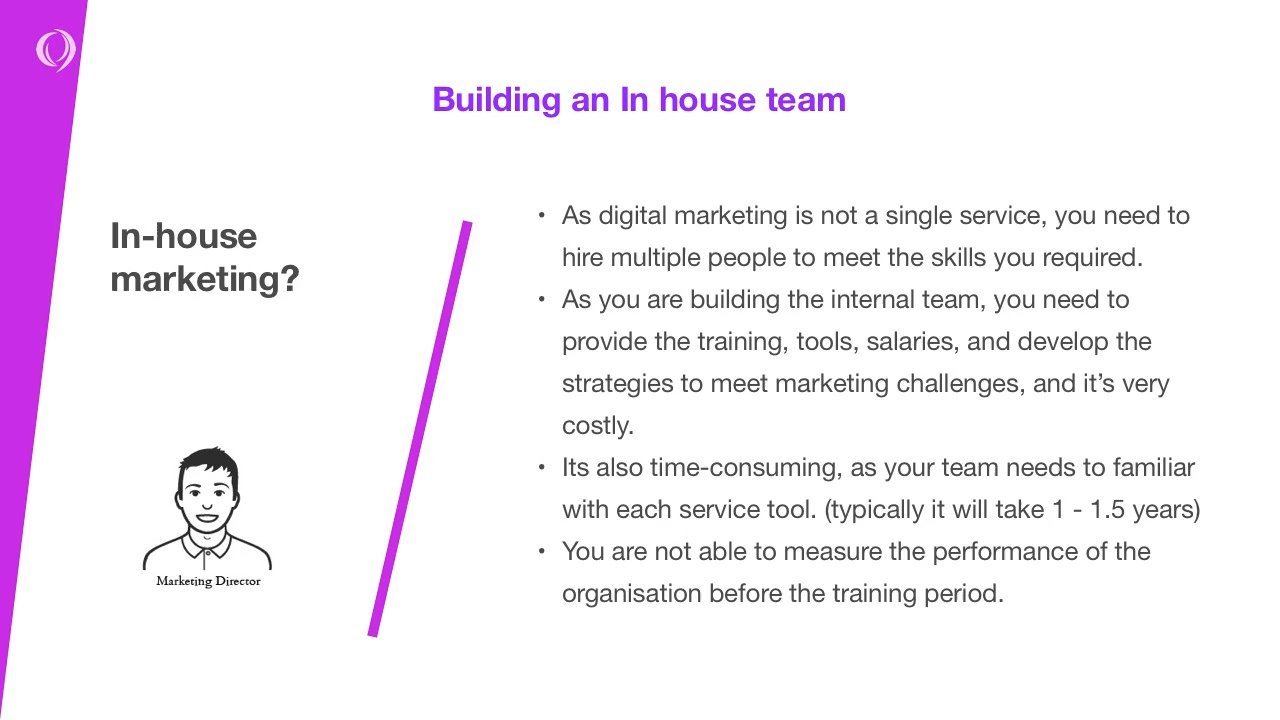 Building an In house team
In-house
marketing?
• As digital marketing is not a single service, you need to
hire multiple people to meet the skills you required.
• As you are building the internal team, you need to
provide the training, tools, salaries, and develop the
strategies to meet marketing challenges, and it’s very
costly.
• Its also time-consuming, as your team needs to familiar
with each service tool. (typically it will take 1 - 1.5 years)
• You are not able to measure the performance of the
organisation before the training period.
Marketing Director